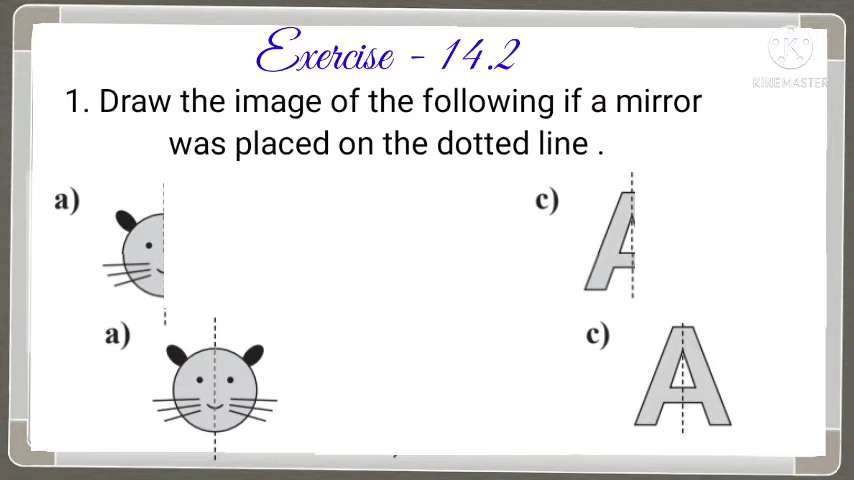 Exercise - 14.2
KINEMASTER
1. Draw the image of the following if a mirror
was placed on the dotted line .
a)
c)
a)
c)